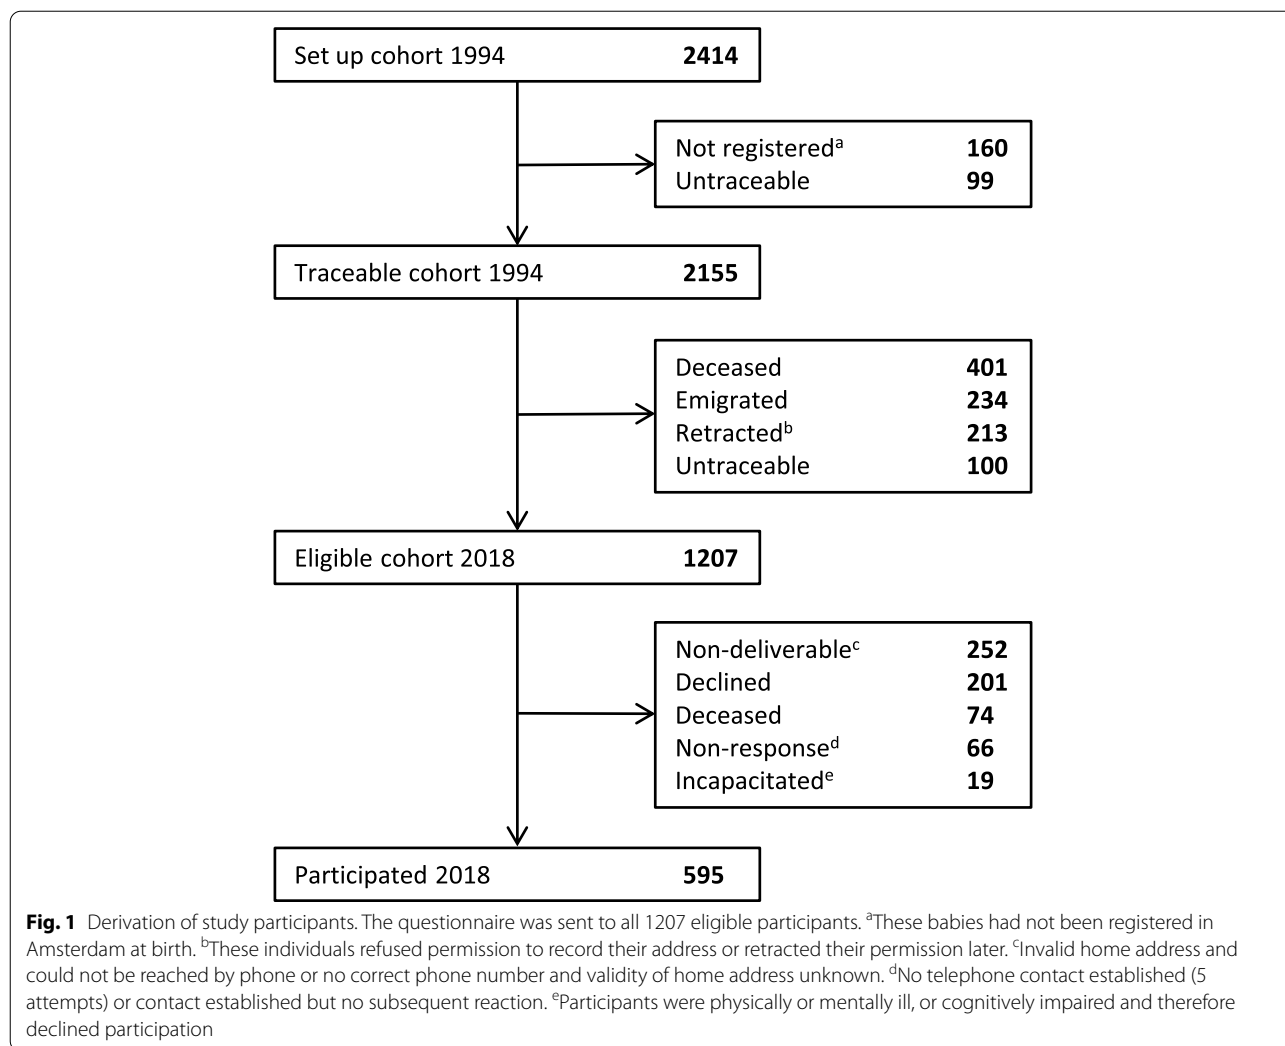 Set up cohort 1994 2414
Not registeredᵃ 160
Untraceable 99
Traceable cohort 1994 2155
Deceased 401
Emigrated 234
Retractedᵇ 213
Untraceable 100
Eligible cohort 2018 1207
Non-deliverableᶜ 252
Declined 201
Deceased 74
Non-responseᵈ 66
Incapacitatedᵉ 19
Participated 2018 595
Fig. 1 Derivation of study participants. The questionnaire was sent to all 1207 eligible participants. ᵃThese babies had not been registered in
Amsterdam at birth. ᵇThese individuals refused permission to record their address or retracted their permission later. ᶜInvalid home address and
could not be reached by phone or no correct phone number and validity of home address unknown. ᵈNo telephone contact established (5
attempts) or contact established but no subsequent reaction. ᵉParticipants were physically or mentally ill, or cognitively impaired and therefore
declined participation